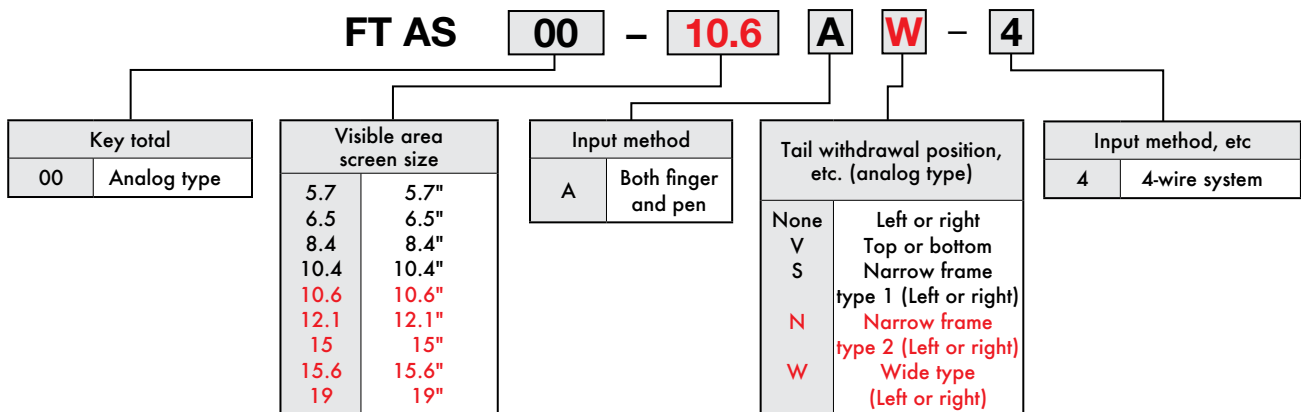 FT AS 00 – 10.6 A W – 4
Key total
00 Analog type
Visible area
screen size
5.7 5.7"
6.5 6.5"
8.4 8.4"
10.4 10.4"
10.6 10.6"
12.1 12.1"
15 15"
15.6 15.6"
19 19"
Input method
A Both finger
and pen
Tail withdrawal position,
etc. (analog type)
None Left or right
V Top or bottom
S Narrow frame
type 1 (Left or right)
N Narrow frame
type 2 (Left or right)
W Wide type
(Left or right)
Input method, etc
4 4-wire system